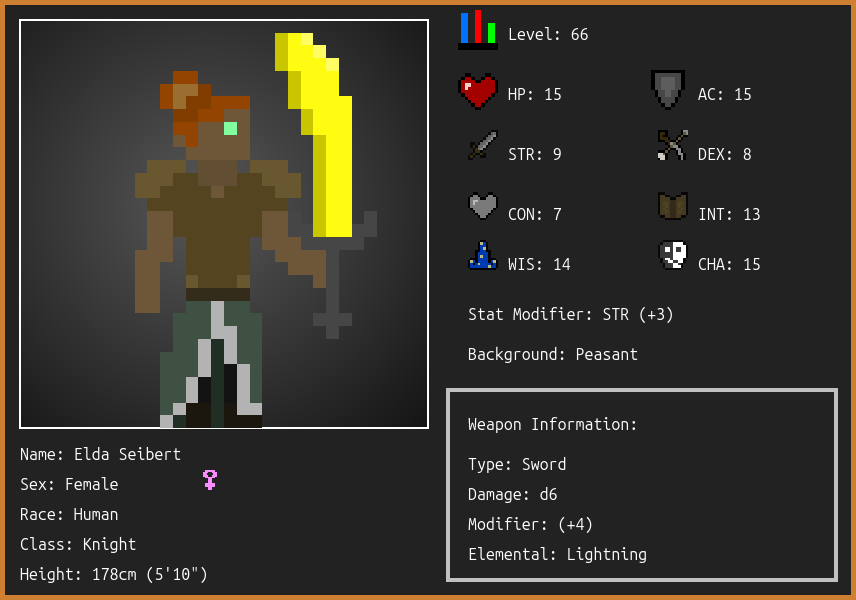 Level: 66
HP: 15
AC: 15
STR: 9
DEX: 8
CON: 7
INT: 13
WIS: 14
CHA: 15
Stat Modifier: STR (+3)
Background: Peasant
Weapon Information:
Type: Sword
Damage: d6
Modifier: (+4)
Elemental: Lightning
Name: Elda Seibert
Sex: Female
Race: Human
Class: Knight
Height: 178cm (5'10")